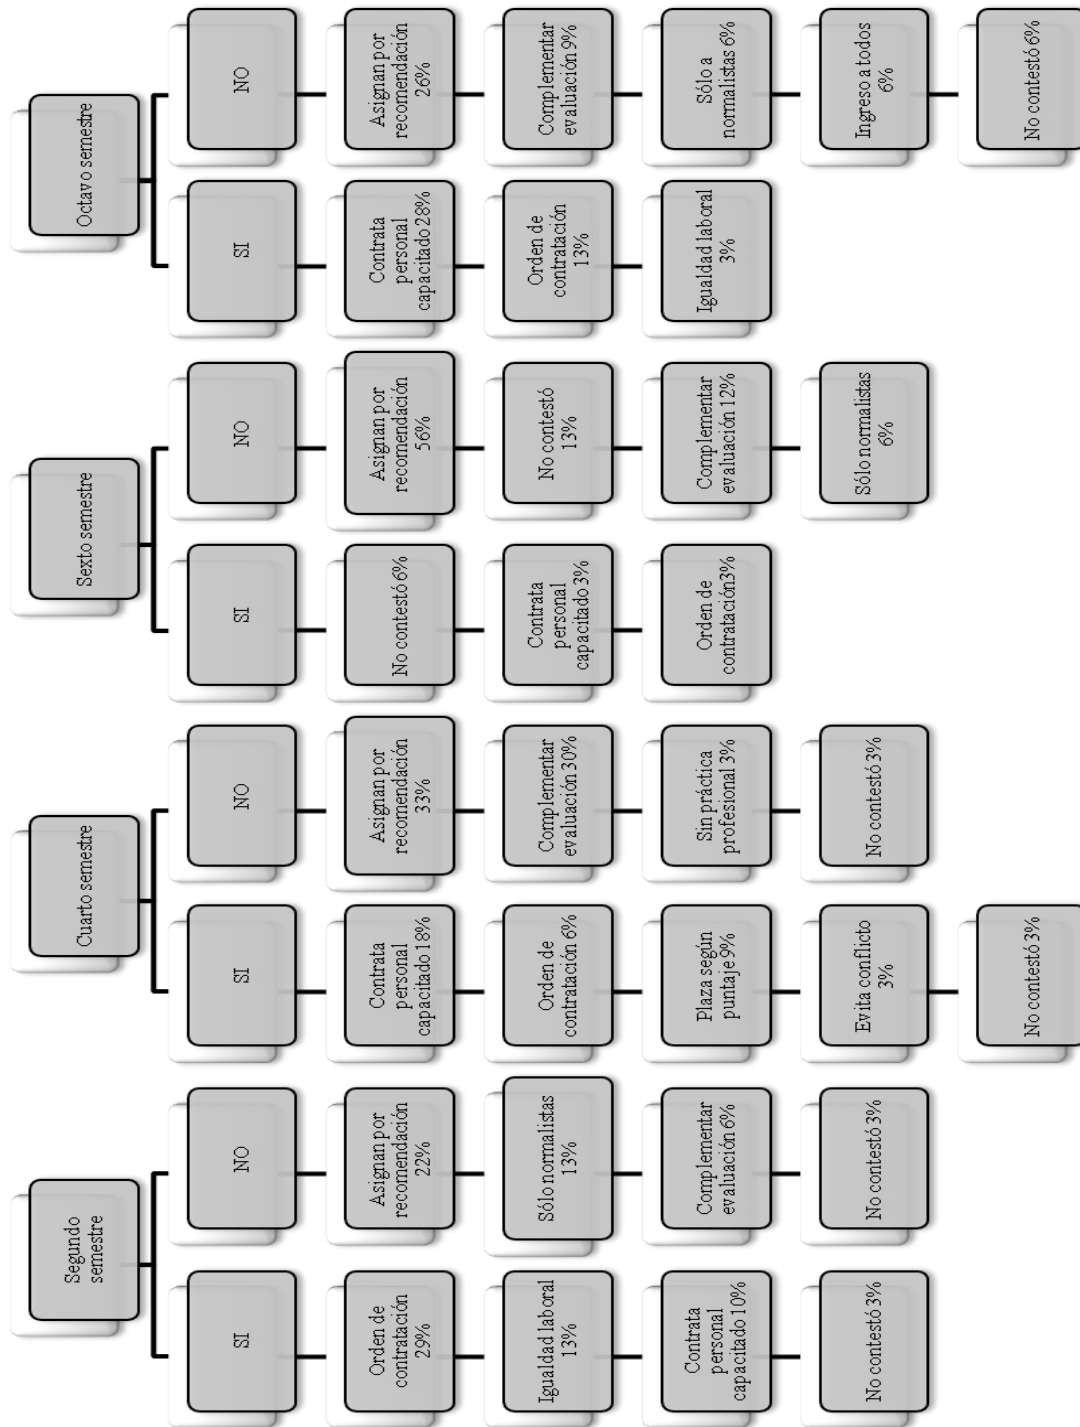 Segundo
semestre
SI
Orden de
contratación
29%
Igualdad laboral
13%
Contrata
personal
capacitado 10%
No contestó 3%
NO
Asignan por
recomendación
22%
Sólo normalistas
13%
Complementar
evaluación 6%
No contestó 3%
Cuarto semestre
SI
Contrata
personal
capacitado 18%
Orden de
contratación 6%
Plaza según
puntaje 9%
Evita conflicto
3%
No contestó 3%
NO
Asignan por
recomendación
33%
Complementar
evaluación 30%
Sin práctica
profesional 3%
No contestó 3%
Sexto semestre
SI
No contestó 6%
Contrata
personal
capacitado 3%
Orden de
contratación3%
NO
Asignan por
recomendación
56%
No contestó
13%
Complementar
evaluación 12%
Sólo normalistas
6%
Octavo semestre
SI
Contrata
personal
capacitado 28%
Orden de
contratación
13%
Igualdad laboral
3%
NO
Asignan por
recomendación
26%
Complementar
evaluación 9%
Sólo a
normalistas 6%
Ingreso a todos
6%
No contestó 6%